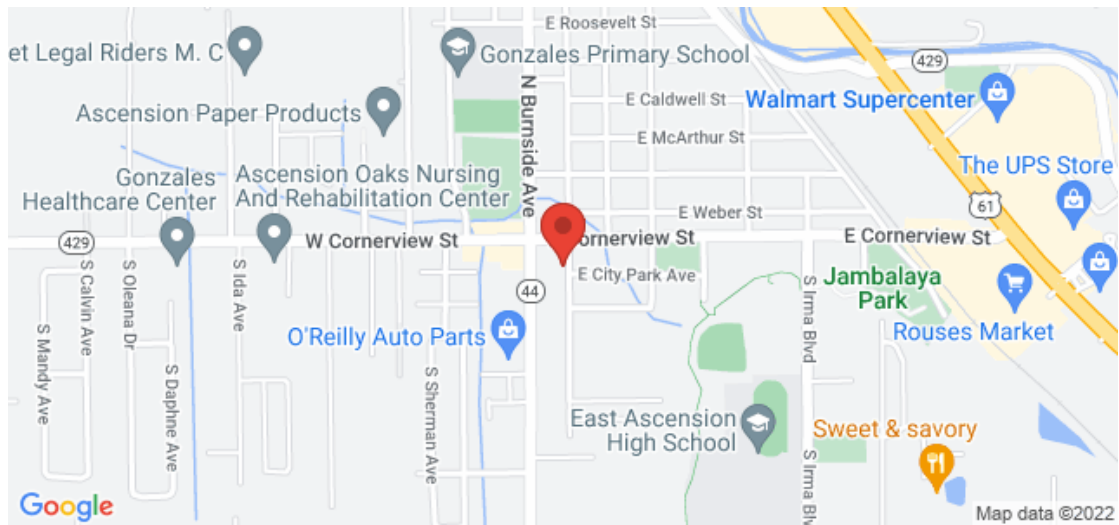 E Roosevelt St
et Legal Riders M. C
Gonzales Primary School
429
N Burnside Ave
E Caldwell St
Walmart Supercenter
Ascension Paper Products
E McArthur St
The UPS Store
Gonzales
Healthcare Center
Ascension Oaks Nursing
And Rehabilitation Center
61
E Weber St
429
W Cornerview St
ornerview St
E Cornerview St
S Calvin Ave
S Oleana Dr
S Ida Ave
E City Park Ave
S Irma Blvd
Jambalaya
Park
44
S Mandy Ave
O'Reilly Auto Parts
Rouses Market
S Daphne Ave
S Sherman Ave
East Ascension
High School
Sweet & savory
S Irma Blv
Google
Map data ©2022